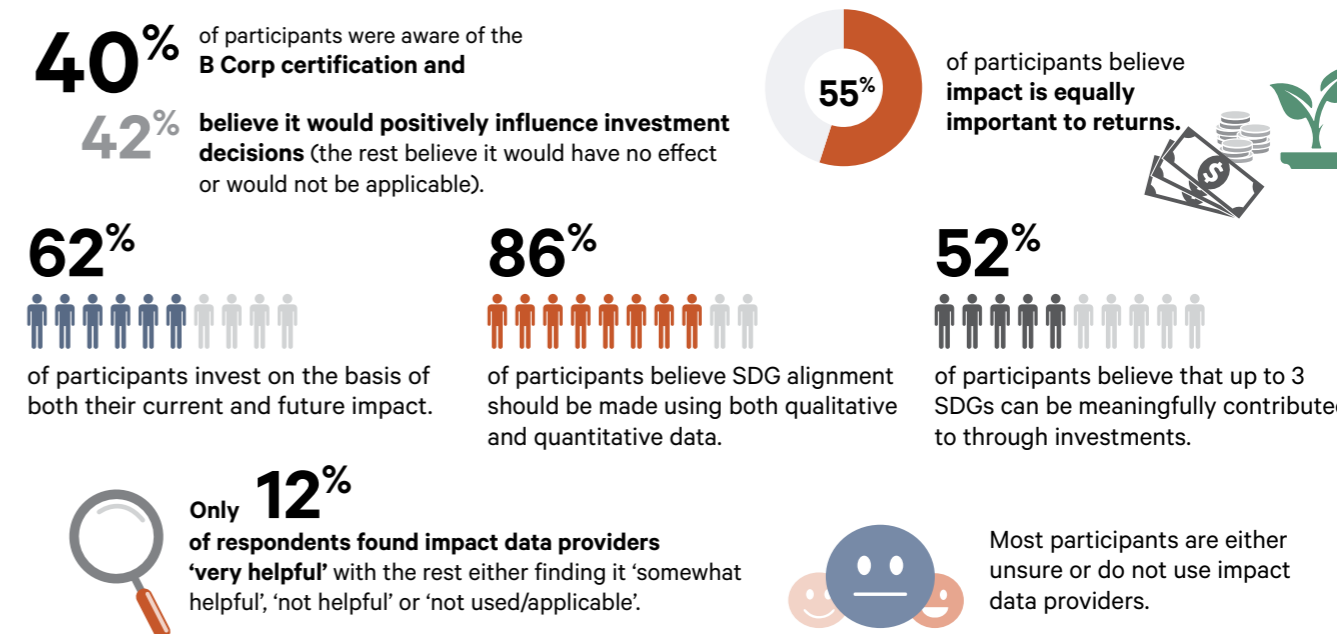 40% of participants were aware of the
B Corp certification and
42% believe it would positively influence investment
decisions (the rest believe it would have no effect
or would not be applicable).
55%
of participants believe
impact is equally
important to returns.
$
62%
of participants invest on the basis of
both their current and future impact.
86%
of participants believe SDG alignment
should be made using both qualitative
and quantitative data.
52%
of participants believe that up to 3
SDGs can be meaningfully contributed
to through investments.
Only 12%
of respondents found impact data providers
‘very helpful’ with the rest either finding it ‘somewhat
helpful’, ‘not helpful’ or ‘not used/applicable’.
Most participants are either
unsure or do not use impact
data providers.